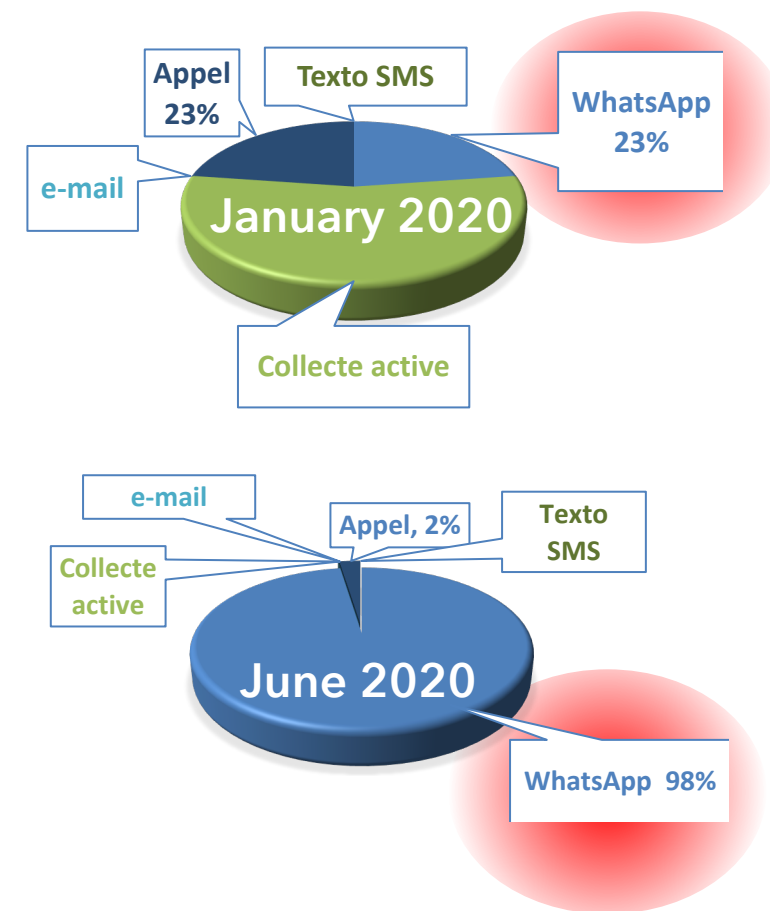 Appel
23%
Texto SMS
WhatsApp
23%
e-mail
January 2020
Collecte active
e-mail
Appel, 2%
Texto
SMS
Collecte
active
June 2020
WhatsApp 98%